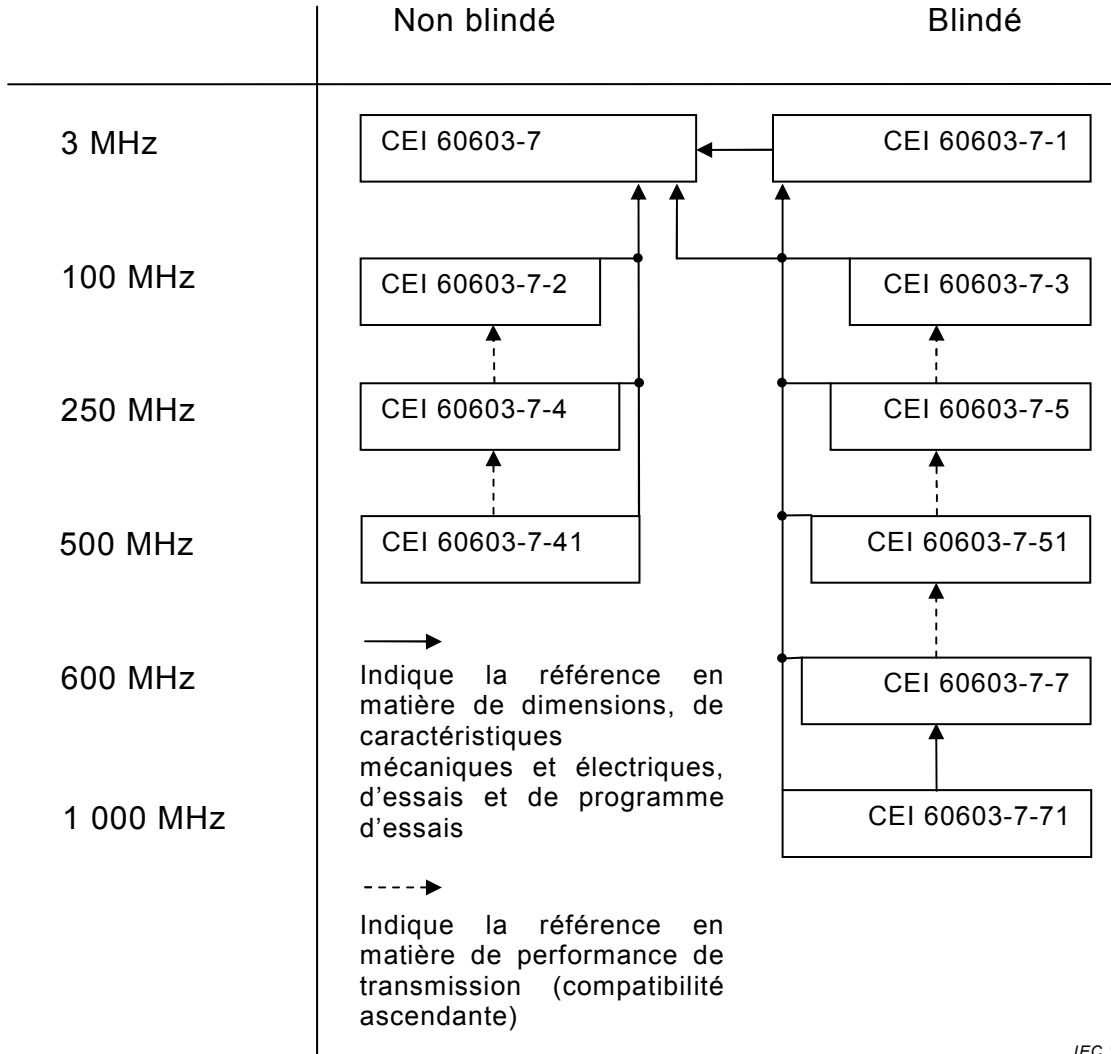 Non blindé
Blindé
3 MHz
CEI 60603-7
CEI 60603-7-1
100 MHz
CEI 60603-7-2
CEI 60603-7-3
250 MHz
CEI 60603-7-4
CEI 60603-7-5
500 MHz
CEI 60603-7-41
CEI 60603-7-51
600 MHz
CEI 60603-7-7
1 000 MHz
CEI 60603-7-71
Indique la référence en
matière de dimensions, de
caractéristiques
mécaniques et électriques,
d’essais et de programme
d’essais
Indique la référence en
matière de performance de
transmission (compatibilité
ascendante)
IEC